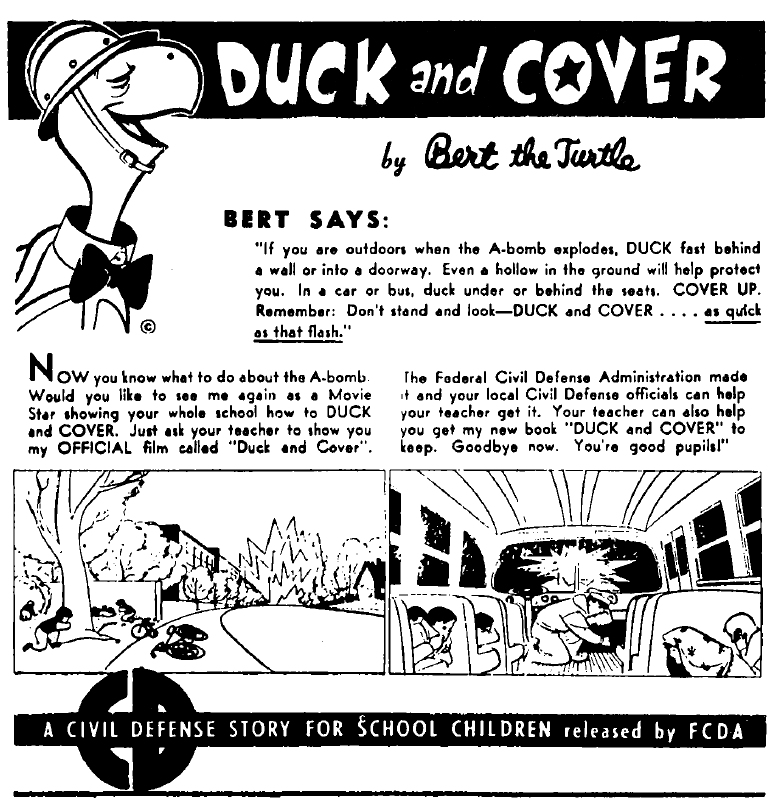 DUCK and COVER
by Bert the Turtle
BERT SAYS:
"If you are outdoors when the A-bomb explodes, DUCK fast behind
a wall or into a doorway. Even a hollow in the ground will help protect
you. In a car or bus, duck under or behind the seats. COVER UP.
Remember: Don't stand and look—DUCK and COVER . . . . as quick
as that flash."
©
NOW you know what to do about the A-bomb.
Would you like to see me again as a Movie
Star showing your whole school how to DUCK
and COVER. Just ask your teacher to show you
my OFFICIAL film called "Duck and Cover".
The Federal Civil Defense Administration made
it and your local Civil Defense officials can help
your teacher get it. Your teacher can also help
you get my new book "DUCK and COVER" to
keep. Goodbye now. You're good pupils!"
A CIVIL DEFENSE STORY FOR SCHOOL CHILDREN released by FCDA